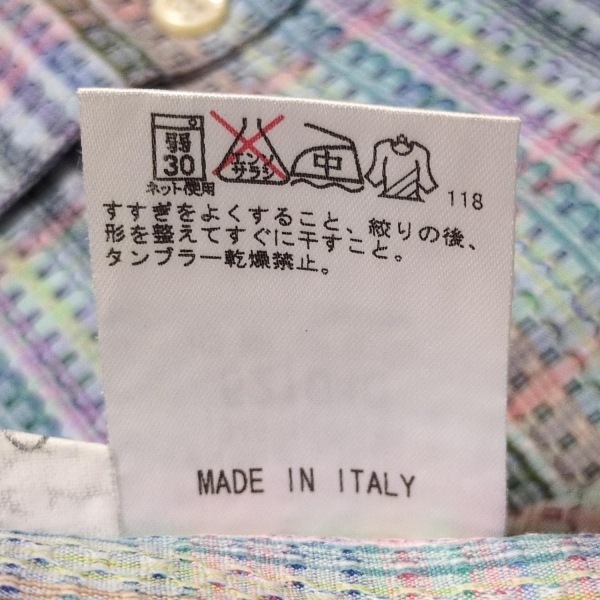 弱
30
ネット使用
エンソ
サラシ
中
118
すすぎをよくすること、絞りの後、
形を整えてすぐに干すこと。
タンブラー乾燥禁止。
MADE IN ITALY